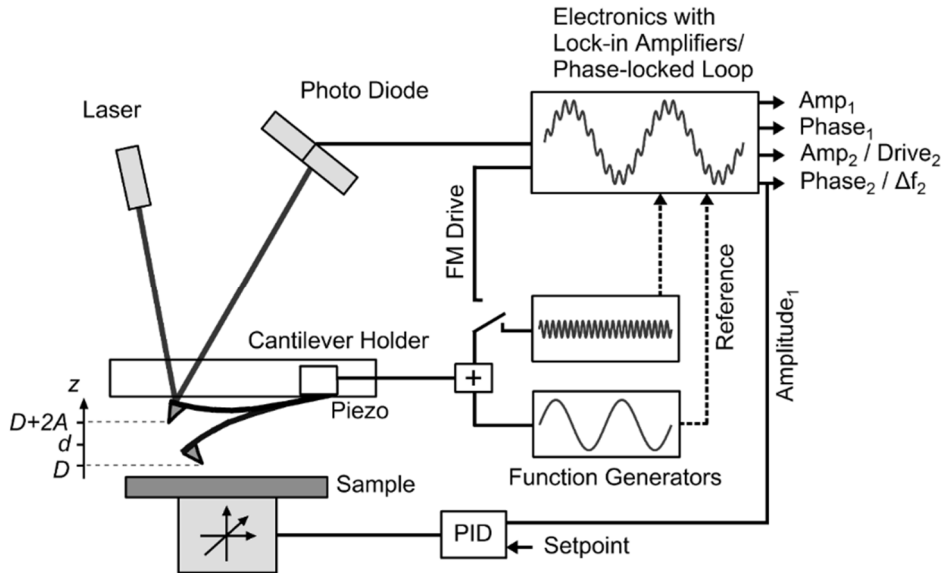 Electronics with
Lock-in Amplifiers/
Phase-locked Loop
Laser
Photo Diode
Amp₁
Phase₁
Amp₂ / Drive₂
Phase₂ / Δf₂
FM Drive
Reference
Amplitude₁
Cantilever Holder
Piezo
+
z
D+2A
d
D
Function Generators
Sample
PID
Setpoint